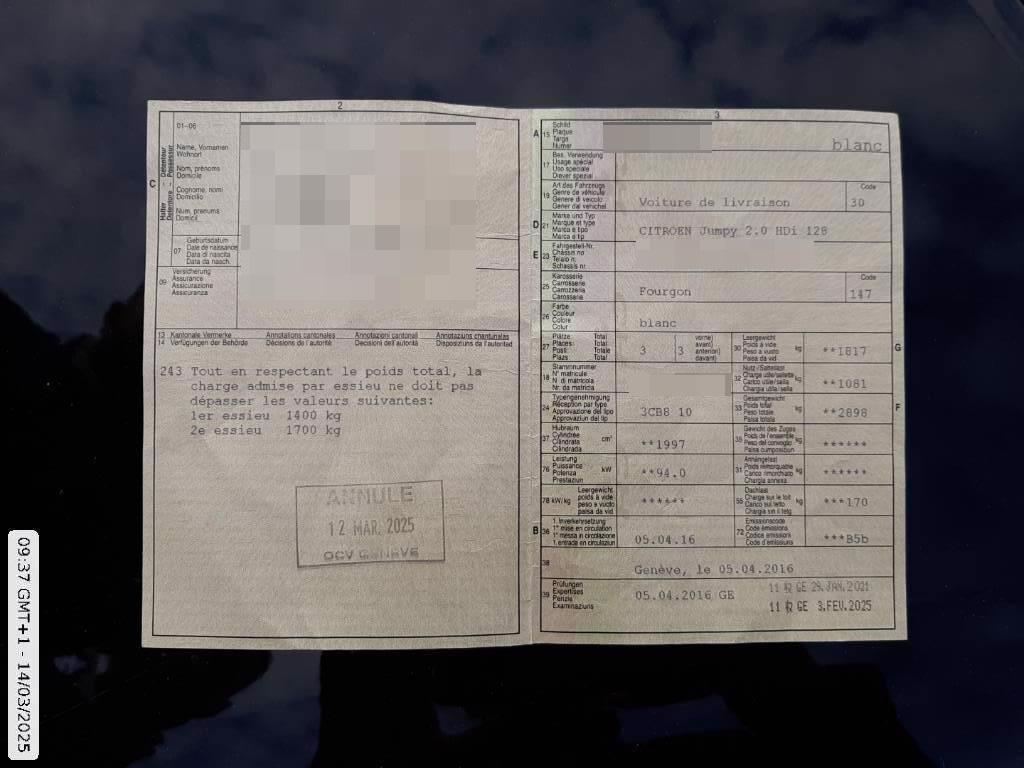 2
01-06
Halter - Détenteur
Detentore - Possessur
C
Name, Vornamen
Wohnort
Nom, prénoms
Domicile
Cognome, nomi
Domicilio
Num, prenums
Domicil
07
Geburtsdatum
Date de naissance
Data di nascita
Data da nasch.
09
Versicherung
Assurance
Assicurazione
Assicuranza
13 Kantonale Vermerke Annotations cantonales Annotazioni cantonali Annotaziuns chantunalas
14 Verfügungen der Behörde Décisions de l'autorité Decisioni dell'autorità Disposiziuns da l'autoritad
243 Tout en respectant le poids total, la
charge admise par essieu ne doit pas
dépasser les valeurs suivantes:
1er essieu 1400 kg
2e essieu 1700 kg
ANNULÉ
12 MAR. 2025
OCV GENÈVE
3
A 15
Schild
Plaque
Targa
Numer
blanc
17
Bes. Verwendung
Usage spécial
Uso speciale
Diever spezial
19
Art des Fahrzeugs
Genre de véhicule
Genere di veicolo
Gener dal vehichel
Voiture de livraison
Code
30
D 21
Marke und Typ
Marque et type
Marca e tipo
Marca e tip
CITROEN Jumpy 2.0 HDi 128
E 23
Fahrgestell-Nr.
Châssis no
Telaio n.
Schassis nr.
25
Karosserie
Carrosserie
Carrozzeria
Carossaria
Fourgon
Code
147
26
Farbe
Couleur
Colore
Colur
blanc
27
Plätze Total
Places: Total
Posti: Totale
Plazs: Total
3
3
vorne)
avant)
anteriori)
davant)
30
Leergewicht
Poids à vide
Peso a vuoto
Paisa da vid
kg
**1817
G
18
Stammnummer
N° matricule
N. di matricola
Nr. da matricla
32
Nutz-/Sattellast
Charge utile/sellette
Carico utile/sella
Chargia utila/sella
kg
**1081
24
Typengenehmigung
Réception par type
Approvazione del tipo
Approvaziun dal tip
3CB8 10
33
Gesamtgewicht
Poids total
Peso totale
Paisa totala
kg
**2898
F
37
Hubraum
Cylindrée
Cilindrata
Cilindrada
cm³
**1997
35
Gewicht des Zuges
Poids de l'ensemble
Peso del convoglio
Paisa cumposiziun
kg
******
76
Leistung
Puissance
Potenza
Prestaziun
kW
**94.0
31
Anhängelast
Poids remorquable
Carico rimorchiato
Chargia annexa
kg
******
78 kW/kg
Leergewicht
poids à vide
peso a vuoto
paisa da vid
******
55
Dachlast
Charge sur le toit
Carico sul tetto
Chargia sin il tetg
kg
***170
B 36
1. Inverkehrsetzung
1re mise en circulation
1a messa in circolazione
1. entrada en circulaziun
05.04.16
72
Emissionscode
Code émissions
Codice emissioni
Code d'emissiuns
***B5b
38
Genève, le 05.04.2016
39
Prüfungen
Expertises
Perizie
Examinaziuns
05.04.2016 GE
GE 29. JAN. 2021
GE 3. FEV. 2025
09:37 GMT+1 - 14/03/2025